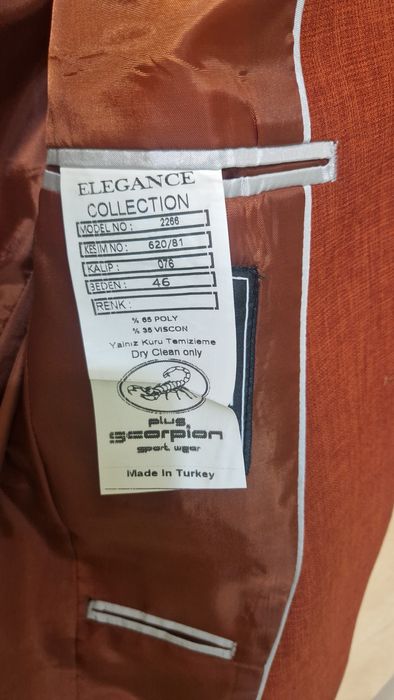 ELEGANCE
COLLECTION
MODEL NO : 2266
KESIM NO : 620/81
KALIP : 076
BEDEN : 46
RENK :
% 65 POLY
% 35 VISCON
Yalnız Kuru Temizleme
Dry Clean only
plus
scorpion
sport wear
Made In Turkey